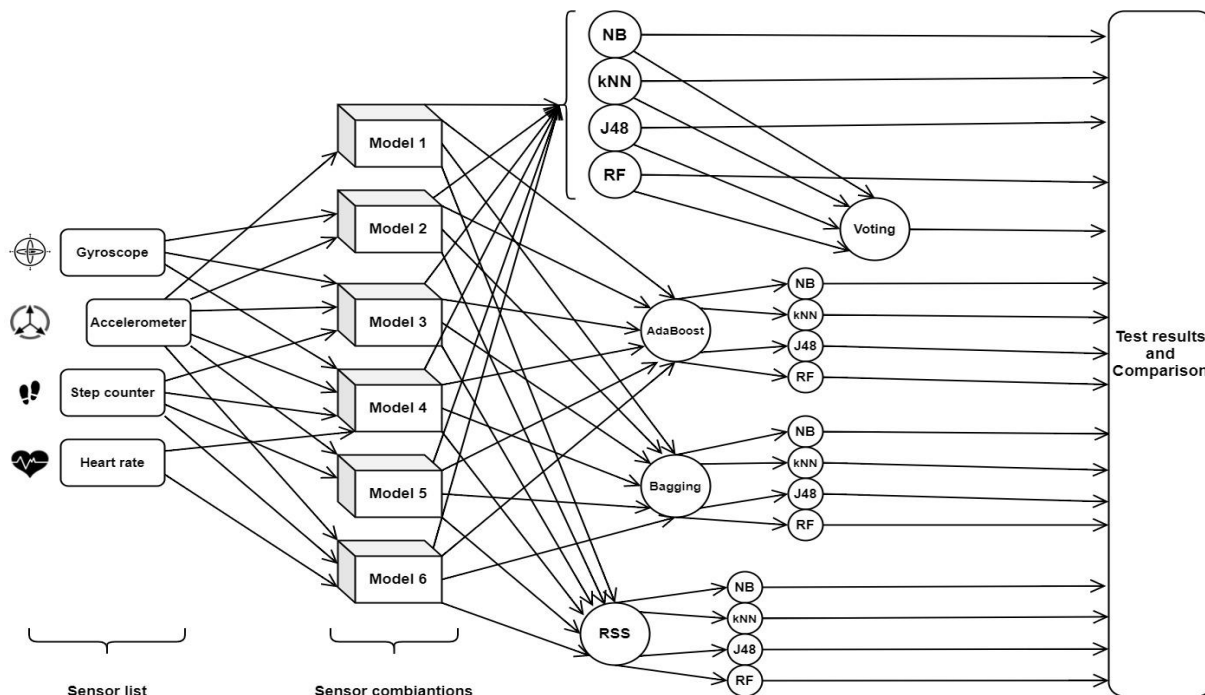 Gyroscope
Accelerometer
Step counter
Heart rate
Sensor list
Model 1
Model 2
Model 3
Model 4
Model 5
Model 6
Sensor combiantions
NB
kNN
J48
RF
Voting
AdaBoost
NB
kNN
J48
RF
Bagging
NB
kNN
J48
RF
RSS
NB
kNN
J48
RF
Test results
and
Comparison